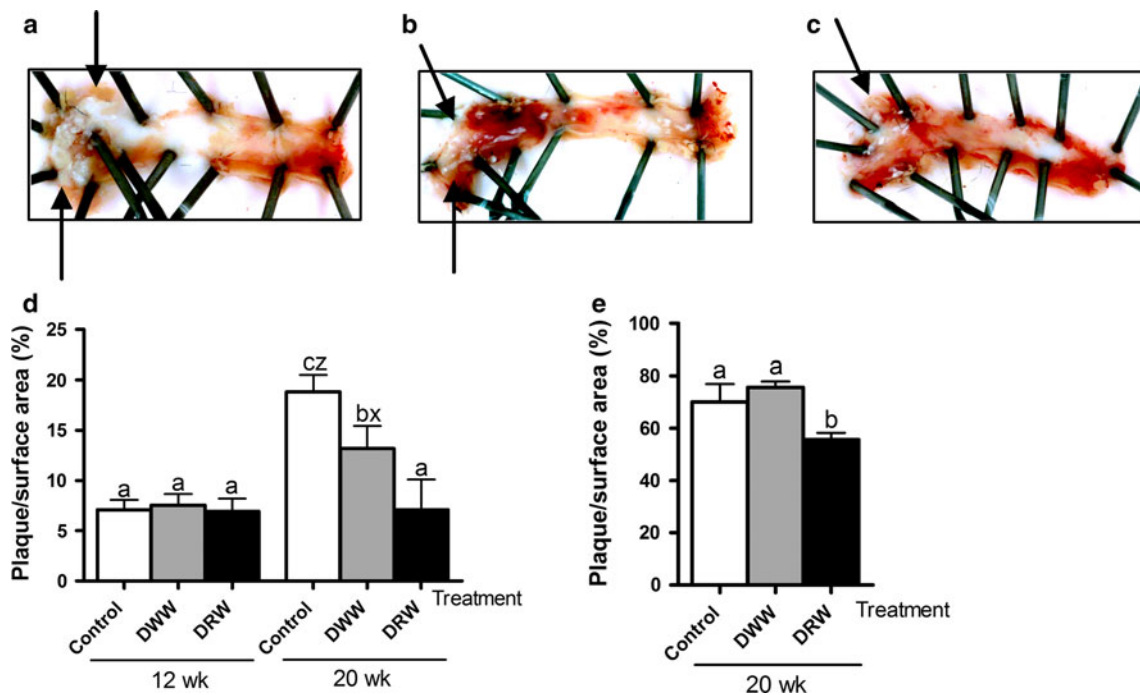 a
b
c
d
Plaque/surface area (%)
25
20
15
10
5
0
a
a
a
cz
bx
a
Control
DWW
DRW
Control
DWW
DRW
Treatment
12 wk
20 wk
e
Plaque/surface area (%)
100
80
60
40
20
0
a
a
b
Control
DWW
DRW
Treatment
20 wk